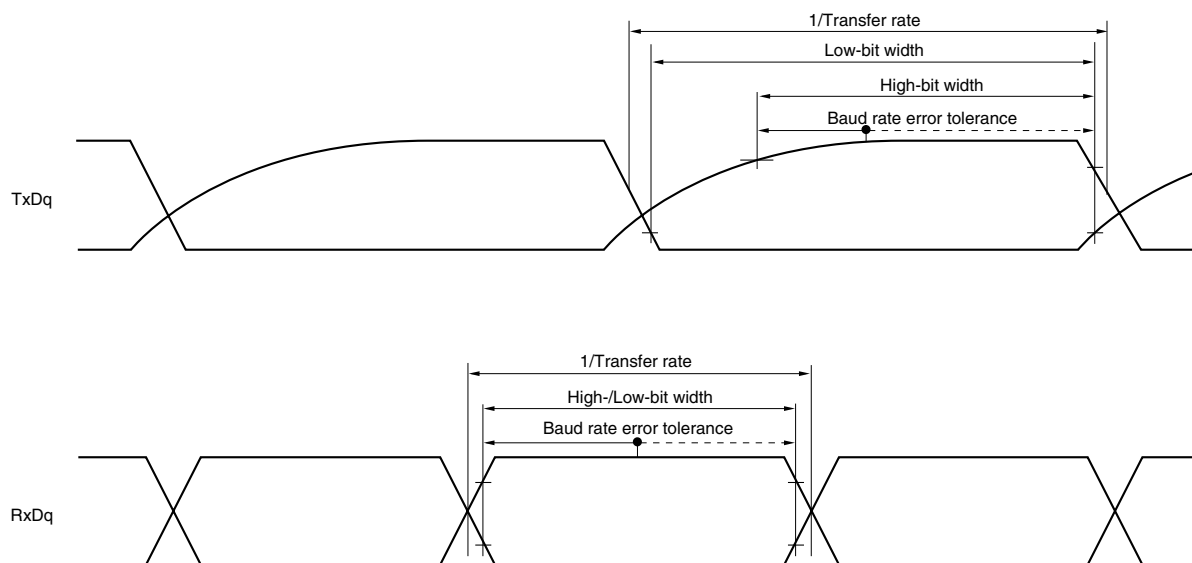 1/Transfer rate
Low-bit width
High-bit width
Baud rate error tolerance
TxDq
1/Transfer rate
High-/Low-bit width
Baud rate error tolerance
RxDq